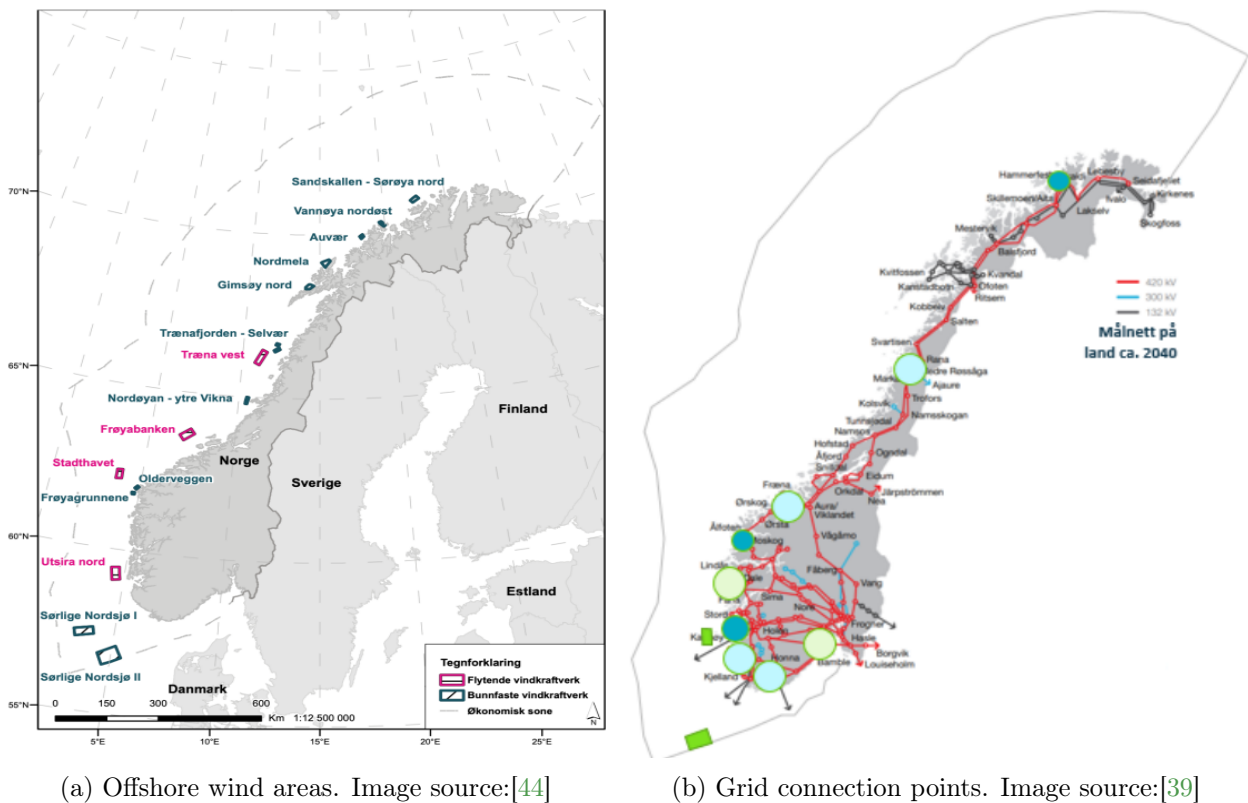 70°N
65°N
60°N
55°N
5°E
10°E
15°E
20°E
25°E
Sandskallen - Sørøya nord
Vannøya nordøst
Auvær
Nordmela
Gimsøy nord
Trænafjorden - Selvær
Træna vest
Nordøyan - ytre Vikna
Frøyabanken
Stadthavet
Olderveggen
Frøyagrunnene
Utsira nord
Sørlige Nordsjø I
Sørlige Nordsjø II
Norge
Sverige
Finland
Estland
Danmark
Tegnforklaring
Flytende vindkraftverk
Bunnfaste vindkraftverk
Økonomisk sone
0 150 300 450 600
Km 1:12 500 000
N
(a) Offshore wind areas. Image source:[44]
Hammerfest
Lebesby
Seidafjellet
Skillemoen/Alta
Ivalo
Kirkenes
Lakselv
Skogfoss
Mestervik
Balsfjord
Kvitfossen
Kvandal
Kanstadbotn
Ofoten
Ritsem
Kobbelv
Salten
Svartisen
Rana
Nedre Røssåga
Ajaure
Trofors
Kolsvik
Namsskogan
Tunnsjødal
Namsos
Hofstad
Ogndal
Åfjord
Snilldal
Eidum
Fræna
Orkdal
Järpströmmen
Nea
Ørskog
Aura/
Viklandet
Ørsta
Ålfoten
Vågåmo
Lindås
Fåberg
Vang
Sima
Nore
Stord
Frogner
Holen
Hasle
Borgvik
Bamble
Louiseholm
Honna
Kjelland
420 kV
300 kV
132 kV
Målnett på
land ca. 2040
(b) Grid connection points. Image source:[39]